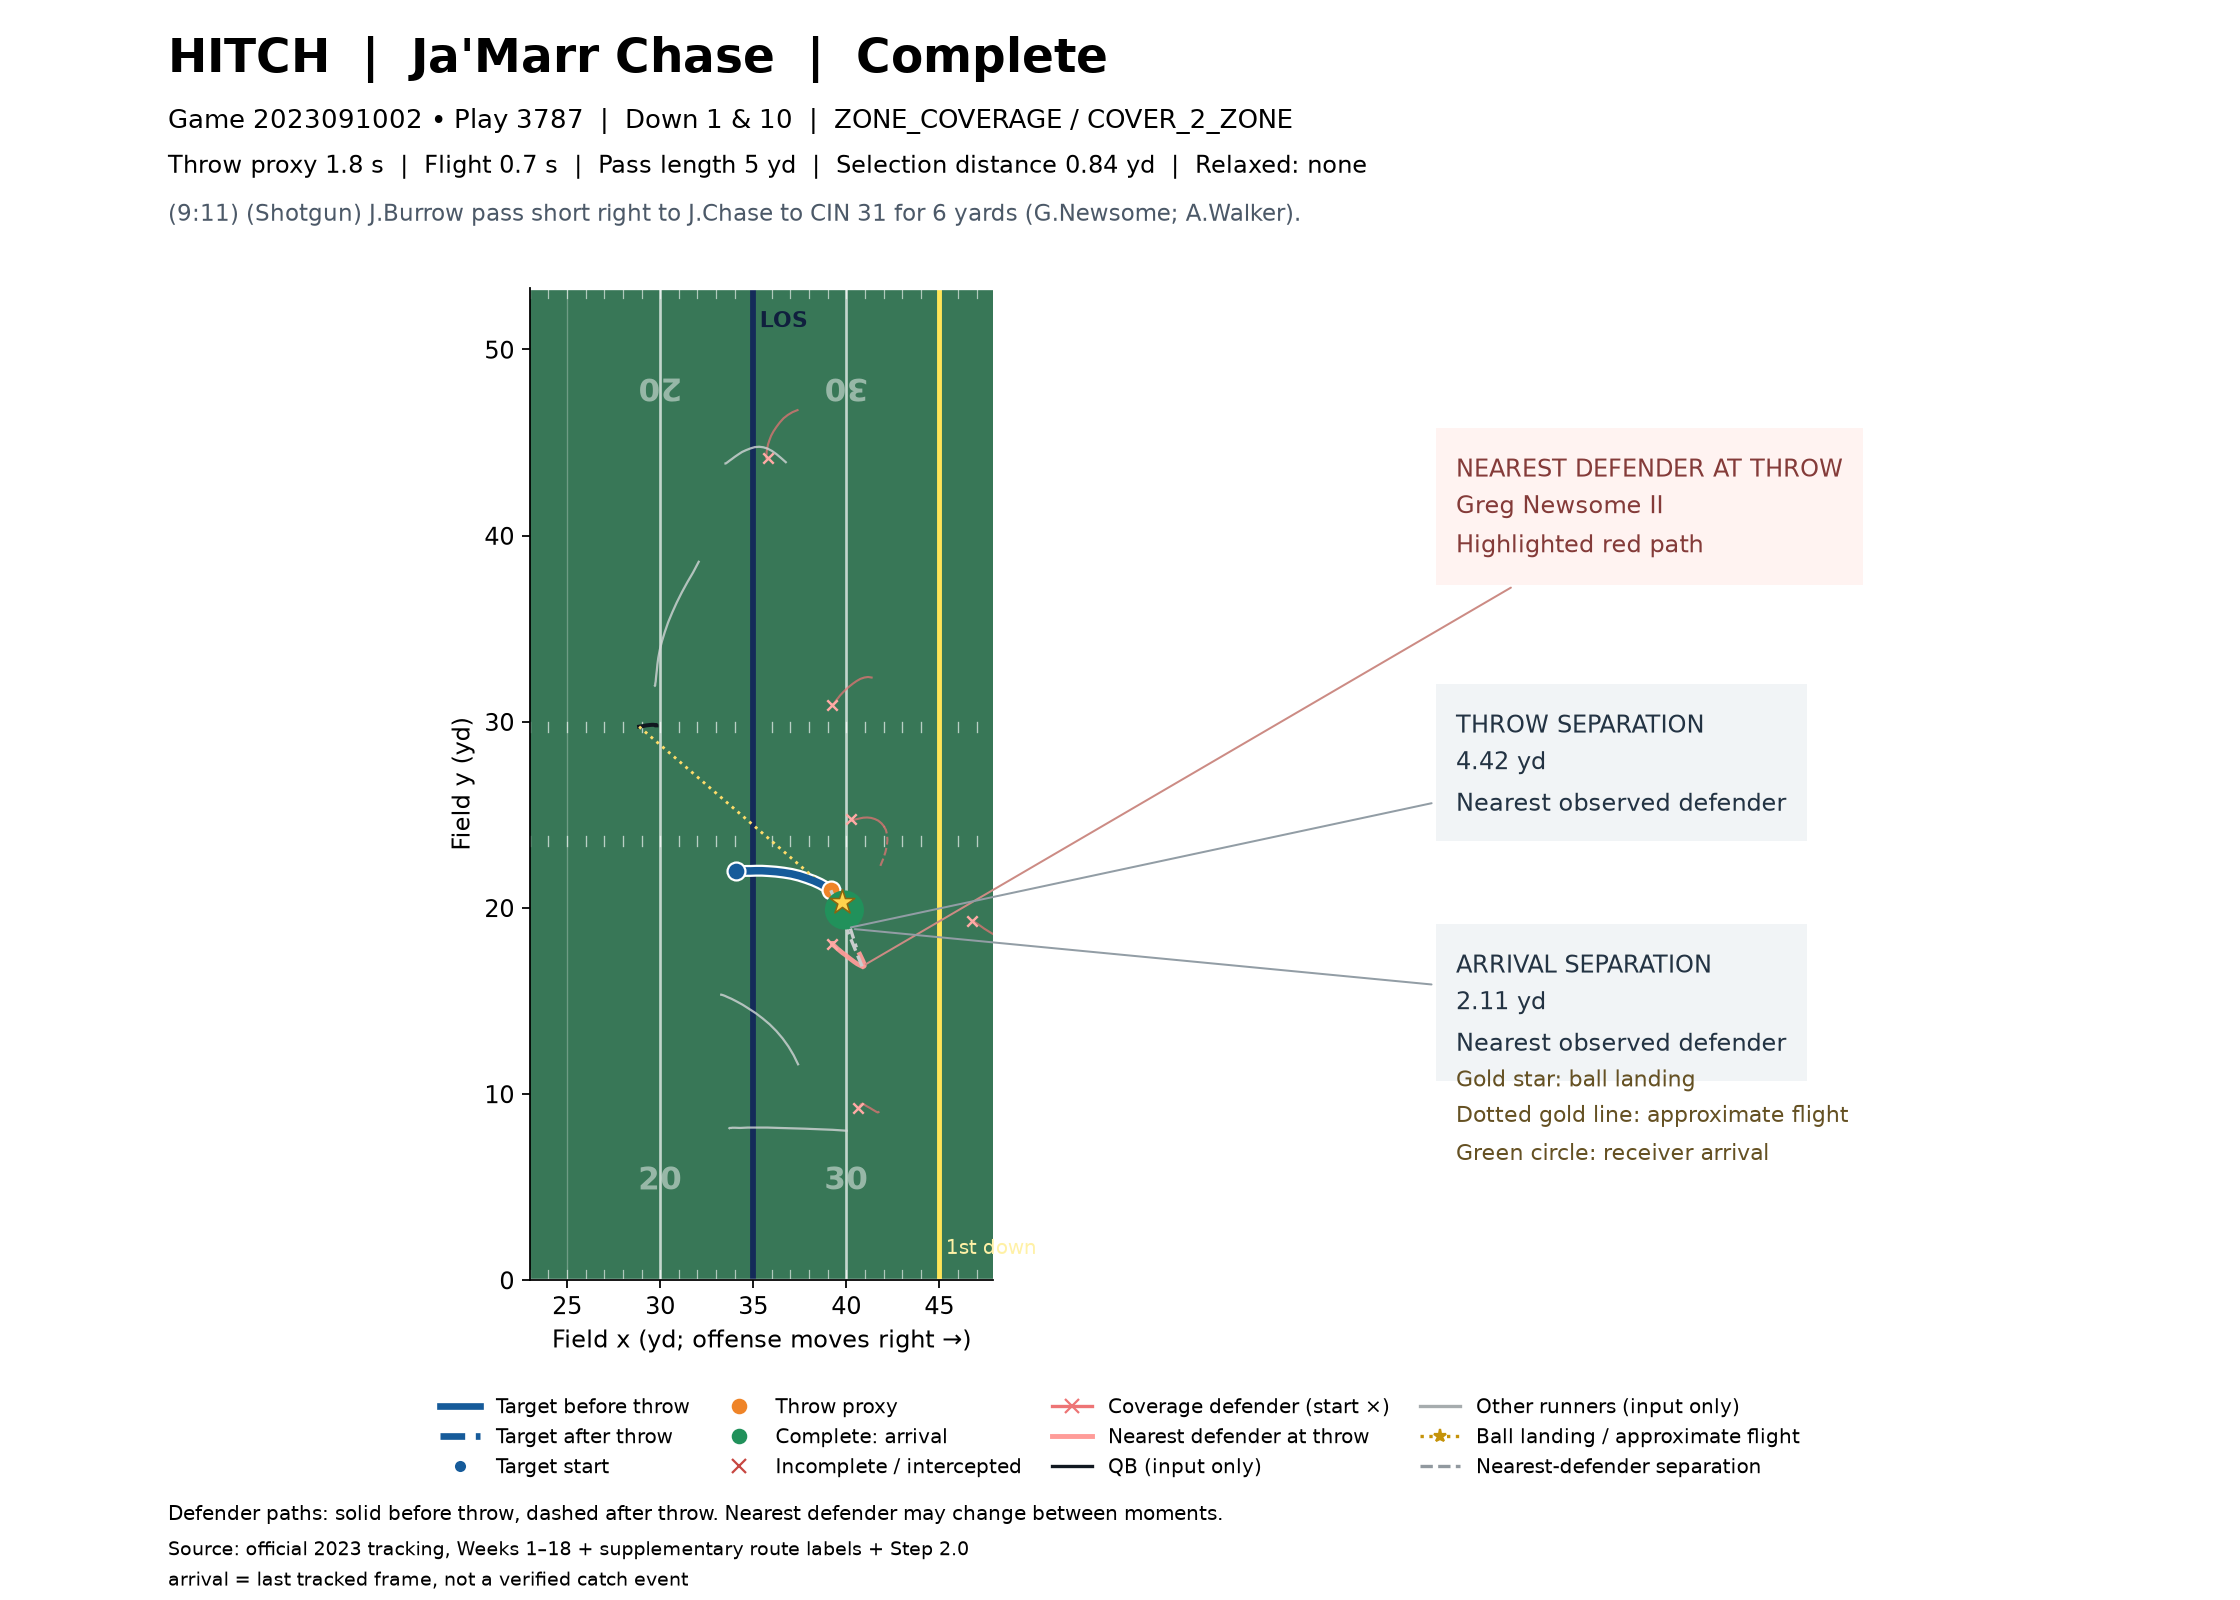 HITCH | Ja'Marr Chase | Complete
Game 2023091002 • Play 3787 | Down 1 & 10 | ZONE_COVERAGE / COVER_2_ZONE
Throw proxy 1.8 s | Flight 0.7 s | Pass length 5 yd | Selection distance 0.84 yd | Relaxed: none
(9:11) (Shotgun) J.Burrow pass short right to J.Chase to CIN 31 for 6 yards (G.Newsome; A.Walker).
LOS
20 30
50
40
30
20
10
0
Field y (yd)
20 30
1st down
25 30 35 40 45
Field x (yd; offense moves right →)
NEAREST DEFENDER AT THROW
Greg Newsome II
Highlighted red path
THROW SEPARATION
4.42 yd
Nearest observed defender
ARRIVAL SEPARATION
2.11 yd
Nearest observed defender
Gold star: ball landing
Dotted gold line: approximate flight
Green circle: receiver arrival
Target before throw
Target after throw
Target start
Throw proxy
Complete: arrival
Incomplete / intercepted
Coverage defender (start ×)
Nearest defender at throw
QB (input only)
Other runners (input only)
Ball landing / approximate flight
Nearest-defender separation
Defender paths: solid before throw, dashed after throw. Nearest defender may change between moments.
Source: official 2023 tracking, Weeks 1–18 + supplementary route labels + Step 2.0
arrival = last tracked frame, not a verified catch event